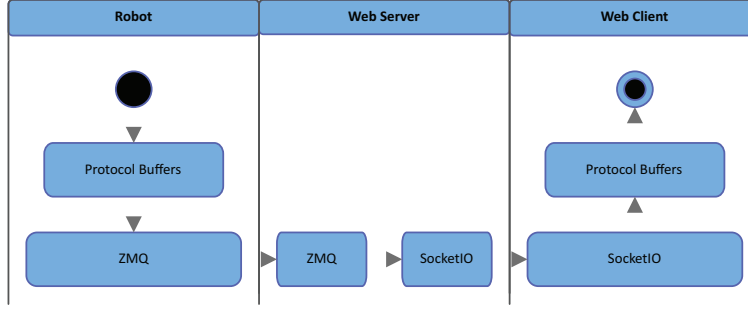 Robot
Web Server
Web Client
Protocol Buffers
Protocol Buffers
ZMQ
ZMQ
SocketIO
SocketIO